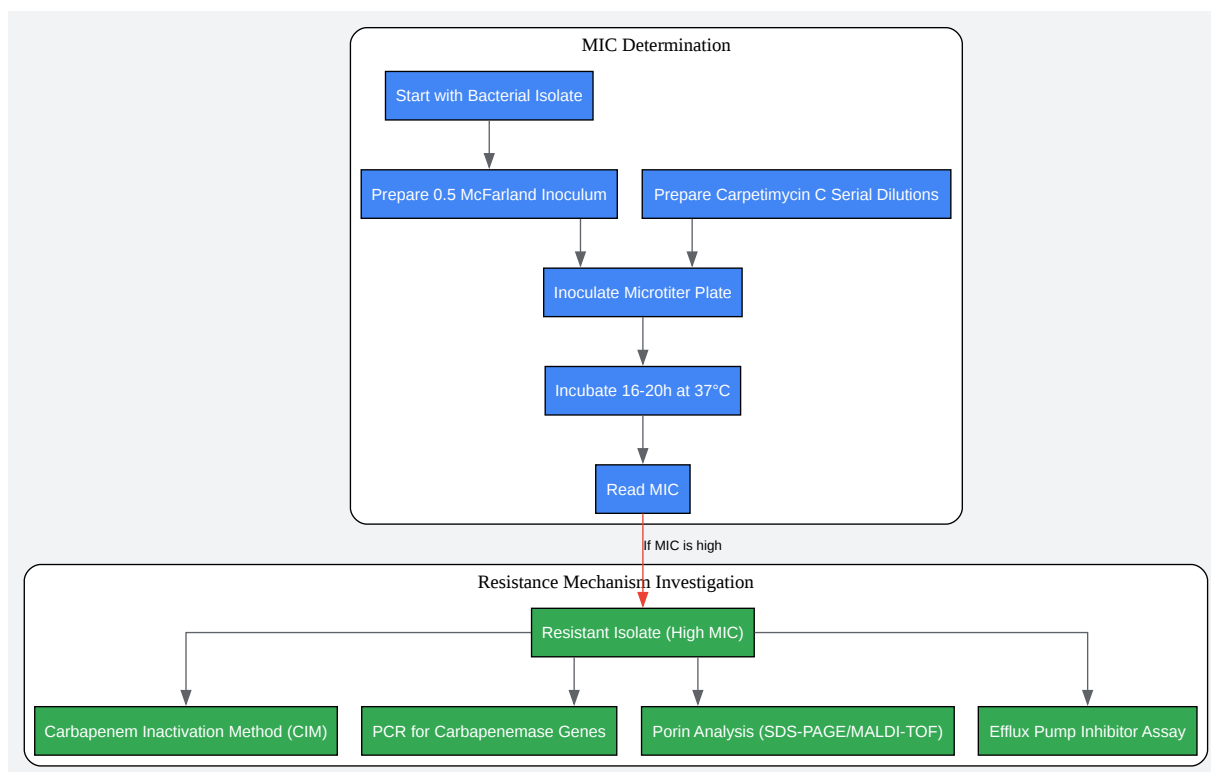 MIC Determination
Start with Bacterial Isolate
Prepare 0.5 McFarland Inoculum
Prepare Carpetimycin C Serial Dilutions
Inoculate Microtiter Plate
Incubate 16-20h at 37°C
Read MIC
If MIC is high
Resistance Mechanism Investigation
Resistant Isolate (High MIC)
Carbapenem Inactivation Method (CIM)
PCR for Carbapenemase Genes
Porin Analysis (SDS-PAGE/MALDI-TOF)
Efflux Pump Inhibitor Assay